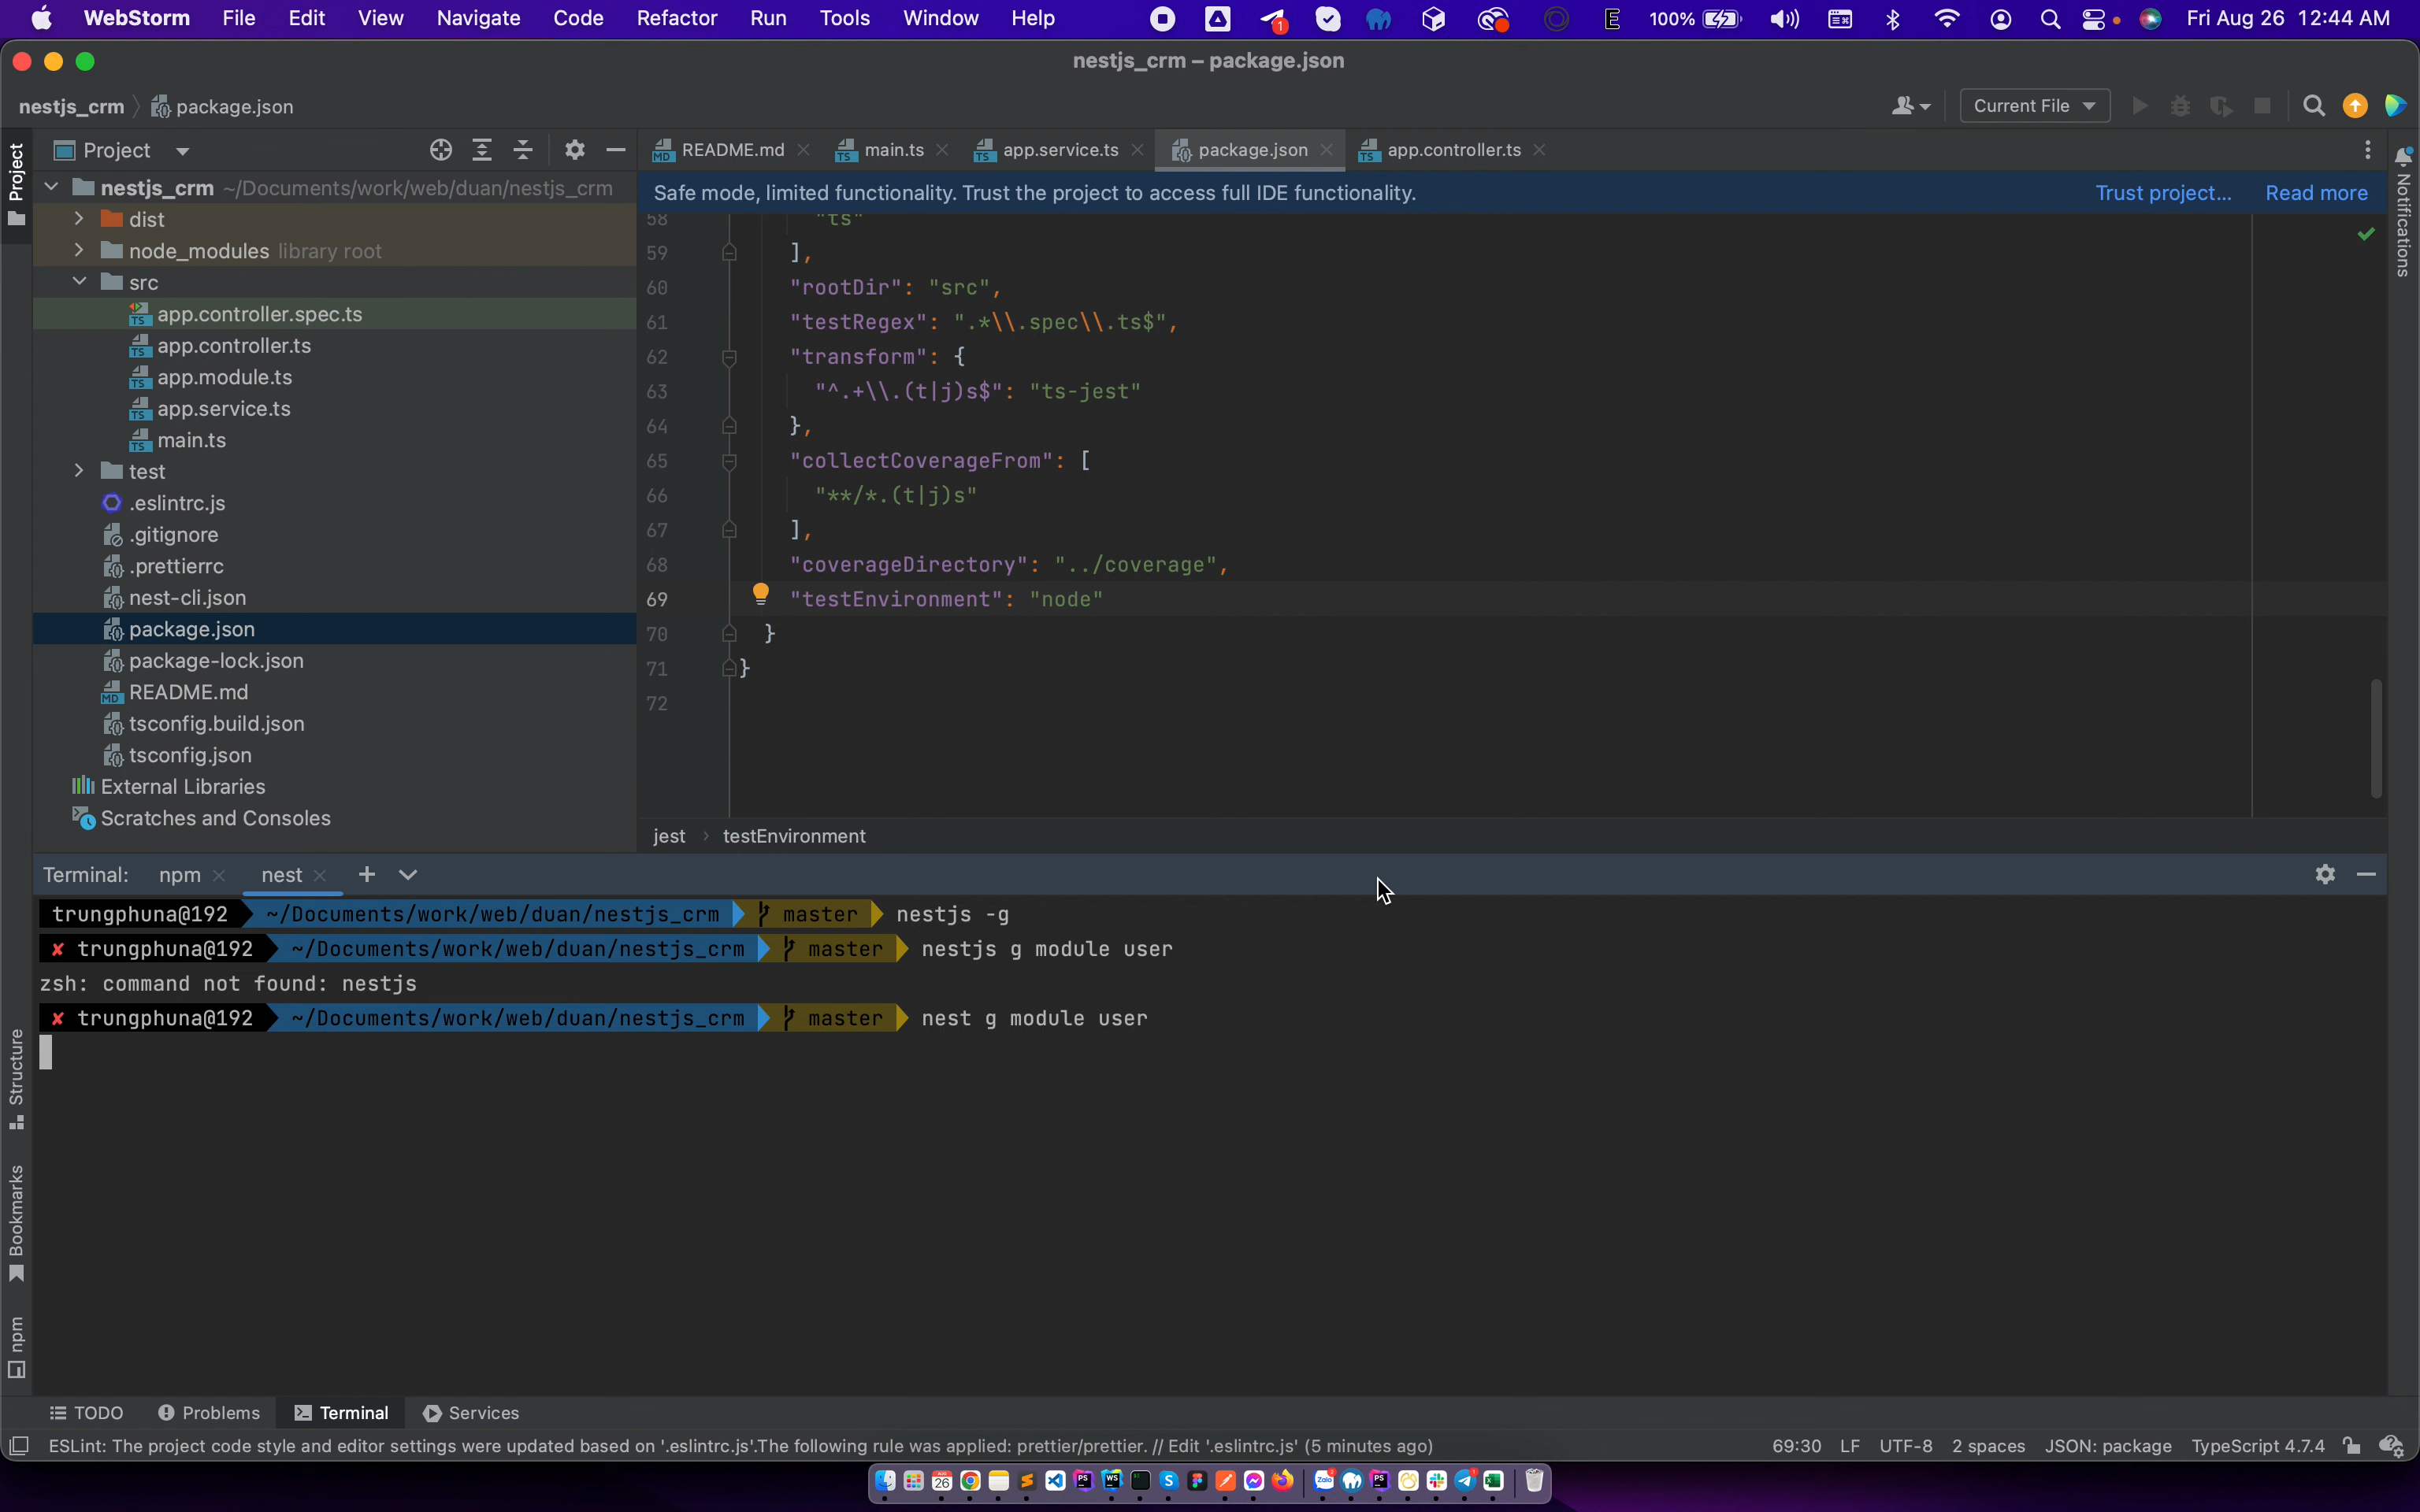 WebStorm File Edit View Navigate Code Refactor Run Tools Window Help 1 E 100% Fri Aug 26 12:44 AM
nestjs_crm – package.json
nestjs_crm package.json Current File
Project README.md main.ts app.service.ts package.json app.controller.ts
Safe mode, limited functionality. Trust the project to access full IDE functionality. Trust project... Read more
Project
Notifications
nestjs_crm ~/Documents/work/web/duan/nestjs_crm
dist
node_modules library root
src
app.controller.spec.ts
app.controller.ts
app.module.ts
app.service.ts
main.ts
test
.eslintrc.js
.gitignore
.prettierrc
nest-cli.json
package.json
package-lock.json
README.md
tsconfig.build.json
tsconfig.json
External Libraries
Scratches and Consoles
58 "ts"
59 ],
60 "rootDir": "src",
61 "testRegex": ".*\\.spec\\.ts$",
62 "transform": {
63 "^.+\\.(t|j)s$": "ts-jest"
64 },
65 "collectCoverageFrom": [
66 "**/*.(t|j)s"
67 ],
68 "coverageDirectory": "../coverage",
69 "testEnvironment": "node"
70 }
71 }
72
jest › testEnvironment
Terminal: npm nest
trungphuna@192 ~/Documents/work/web/duan/nestjs_crm master nestjs -g
✘ trungphuna@192 ~/Documents/work/web/duan/nestjs_crm master nestjs g module user
zsh: command not found: nestjs
✘ trungphuna@192 ~/Documents/work/web/duan/nestjs_crm master nest g module user
Structure
Bookmarks
npm
TODO Problems Terminal Services
ESLint: The project code style and editor settings were updated based on '.eslintrc.js'.The following rule was applied: prettier/prettier. // Edit '.eslintrc.js' (5 minutes ago) 69:30 LF UTF-8 2 spaces JSON: package TypeScript 4.7.4
26 PS WS Zalo PS